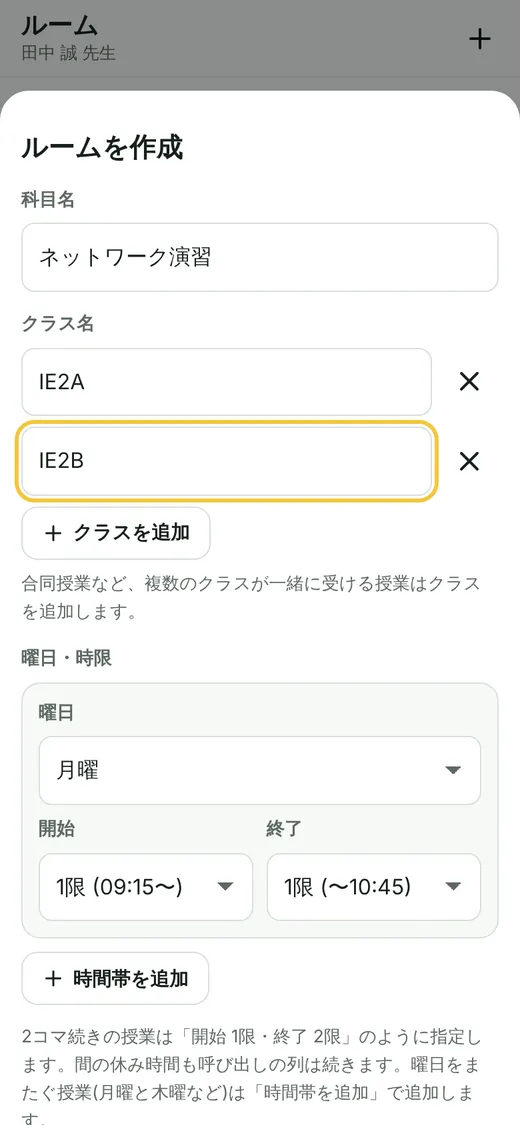 ルーム
田中 誠 先生
ルームを作成
科目名
ネットワーク演習
クラス名
IE2A
IE2B
クラスを追加
合同授業など、複数のクラスが一緒に受ける授業はクラス
を追加します。
曜日・時限
曜日
月曜
開始 終了
1限 (09:15〜) 1限 (〜10:45)
時間帯を追加
2コマ続きの授業は「開始 1限・終了 2限」のように指定し
ます。間の休み時間も呼び出しの列は続きます。曜日をま
たぐ授業(月曜と木曜など)は「時間帯を追加」で追加しま
す。